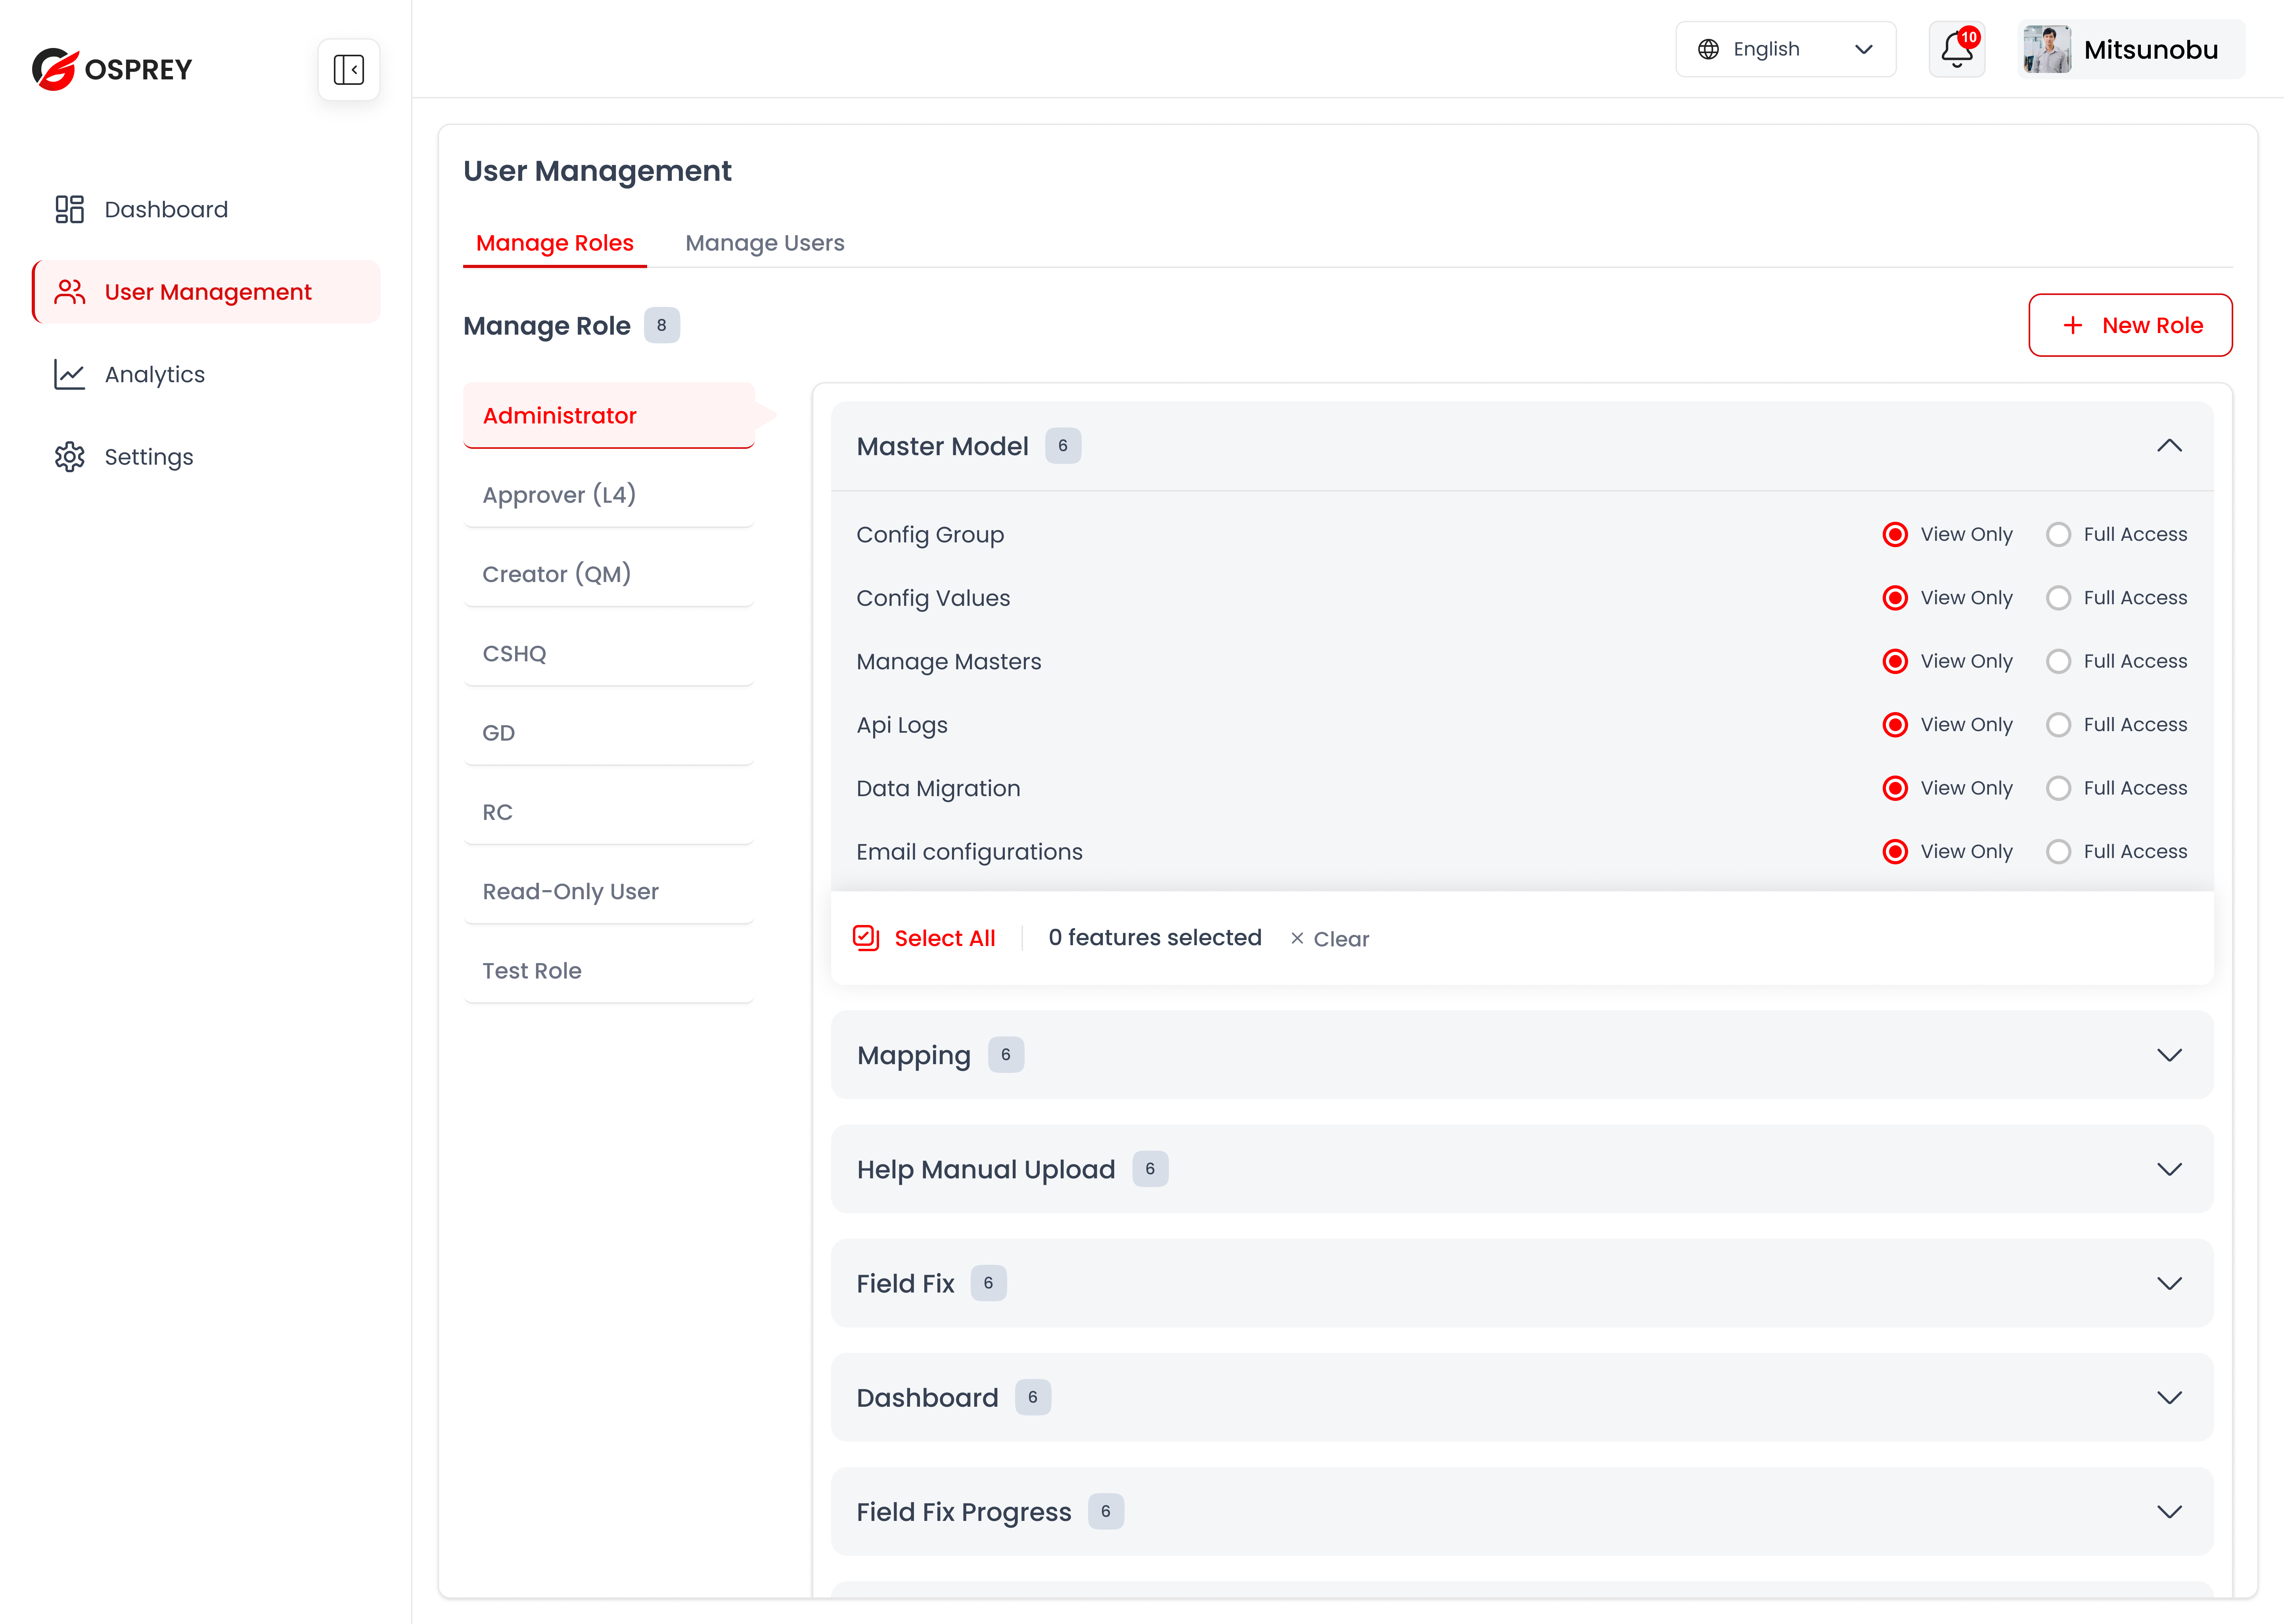 OSPREY
English
10
Mitsunobu
Dashboard
User Management
Analytics
Settings
User Management
Manage Roles Manage Users
Manage Role 8
New Role
Administrator
Approver (L4)
Creator (QM)
CSHQ
GD
RC
Read-Only User
Test Role
Master Model 6
Config Group View Only Full Access
Config Values View Only Full Access
Manage Masters View Only Full Access
Api Logs View Only Full Access
Data Migration View Only Full Access
Email configurations View Only Full Access
Select All 0 features selected Clear
Mapping 6
Help Manual Upload 6
Field Fix 6
Dashboard 6
Field Fix Progress 6